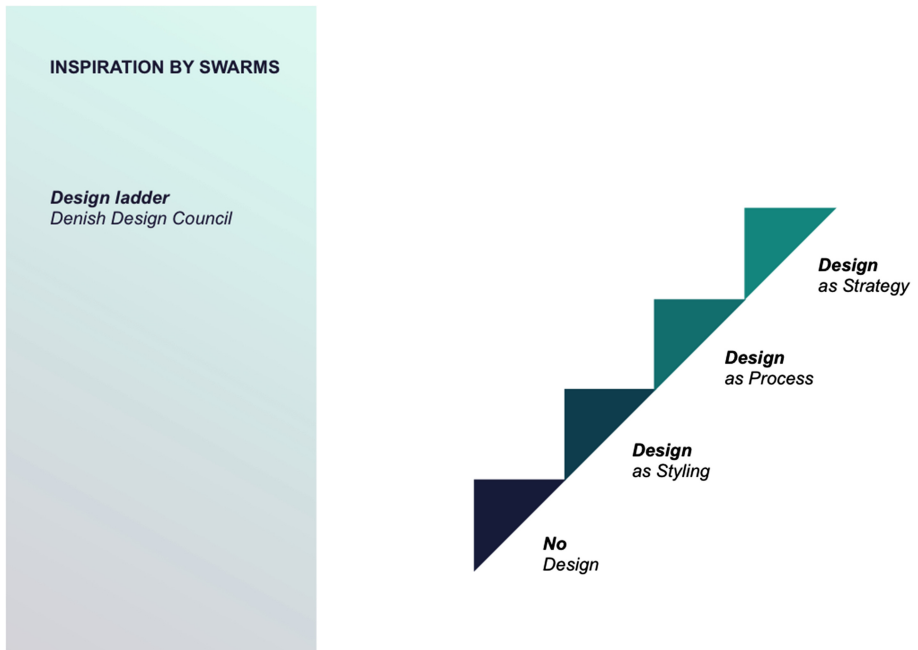 INSPIRATION BY SWARMS
Design ladder
Denish Design Council
Design
as Strategy
Design
as Process
Design
as Styling
No
Design